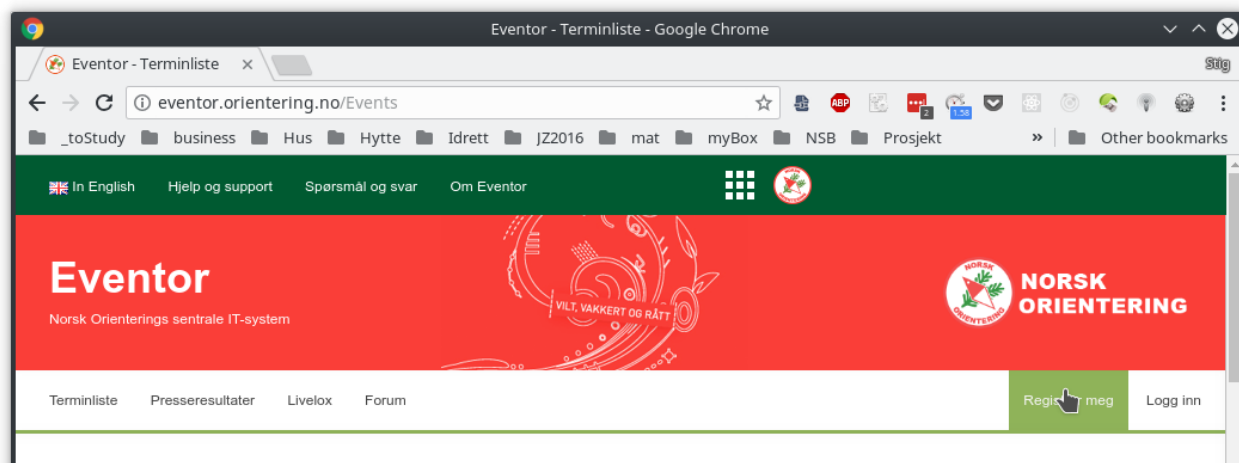 Eventor - Terminliste - Google Chrome
Eventor - Terminliste
Stig
eventor.orientering.no/Events
ABP
2
1.58
_toStudy business Hus Hytte Idrett JZ2016 mat myBox NSB Prosjekt » Other bookmarks
In English Hjelp og support Spørsmål og svar Om Eventor
Eventor
Norsk Orienterings sentrale IT-system
VILT, VAKKERT OG RÅTT
NORSK
ORIENTERING
NORSK
ORIENTERING
Terminliste Presseresultater Livelox Forum
meg Logg inn